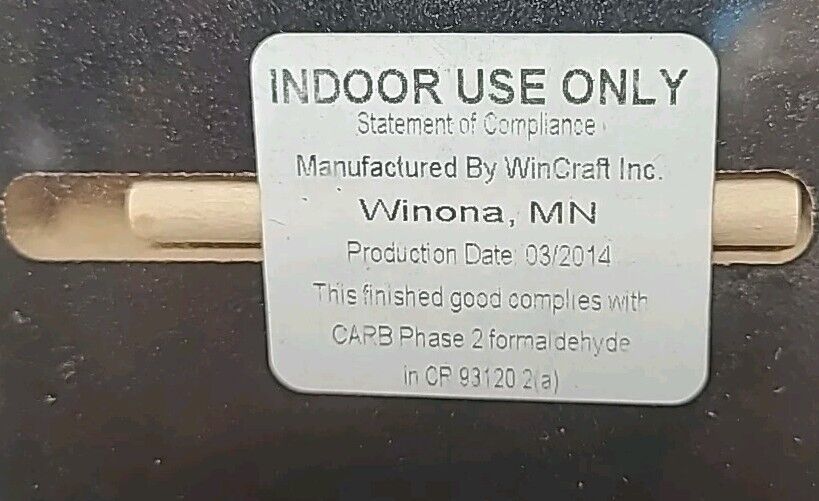 INDOOR USE ONLY
Statement of Compliance
Manufactured By WinCraft Inc.
Winona, MN
Production Date: 03/2014
This finished good complies with
CARB Phase 2 formaldehyde
in CR 93120.2(a)